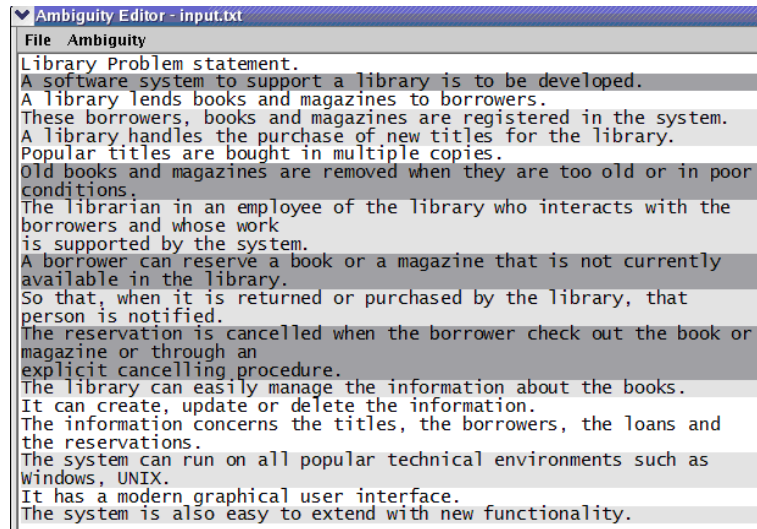 Ambiguity Editor - input.txt
File Ambiguity
Library Problem statement.
A software system to support a library is to be developed.
A library lends books and magazines to borrowers.
These borrowers, books and magazines are registered in the system.
A library handles the purchase of new titles for the library.
Popular titles are bought in multiple copies.
Old books and magazines are removed when they are too old or in poor
conditions.
The librarian in an employee of the library who interacts with the
borrowers and whose work
is supported by the system.
A borrower can reserve a book or a magazine that is not currently
available in the library.
So that, when it is returned or purchased by the library, that
person is notified.
The reservation is cancelled when the borrower check out the book or
magazine or through an
explicit cancelling procedure.
The library can easily manage the information about the books.
It can create, update or delete the information.
The information concerns the titles, the borrowers, the loans and
the reservations.
The system can run on all popular technical environments such as
Windows, UNIX.
It has a modern graphical user interface.
The system is also easy to extend with new functionality.